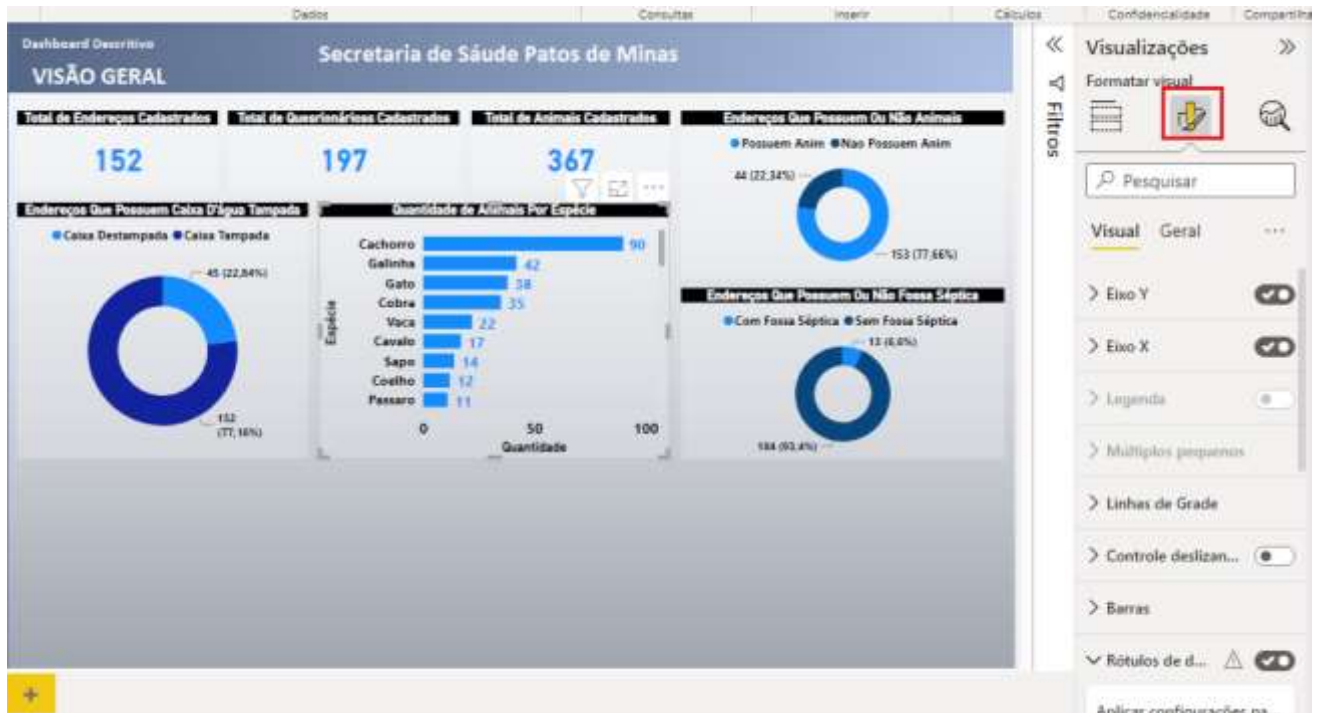 Dados Consultas Inserir Cálculos Confidencialidade Compartilha
Dashboard Descritivo
VISÃO GERAL
Secretaria de Sáude Patos de Minas
Total de Endereços Cadastrados
152
Total de Quesrionárioss Cadastrados
197
Total de Animais Cadastrados
367
Endereços Que Possuem Ou Não Animais
Possuem Anim Nao Possuem Anim
44 (22,34%)
153 (77,66%)
Endereços Que Possuem Caixa D'água Tampada
Caixa Destampada Caixa Tampada
45 (22,84%)
152
(77,16%)
Quantidade de Animais Por Espécie
Espécie
Cachorro 90
Galinha 42
Gato 38
Cobra 35
Vaca 22
Cavalo 17
Sapo 14
Coelho 12
Passaro 11
0 50 100
Quantidade
Endereços Que Possuem Ou Não Fossa Séptica
Com Fossa Séptica Sem Fossa Séptica
13 (6,6%)
184 (93,4%)
Filtros
Visualizações
Formatar visual
Pesquisar
Visual Geral
Eixo Y
Eixo X
Legenda
Múltiplos pequenos
Linhas de Grade
Controle deslizan...
Barras
Rótulos de d...
Aplicar configurações na